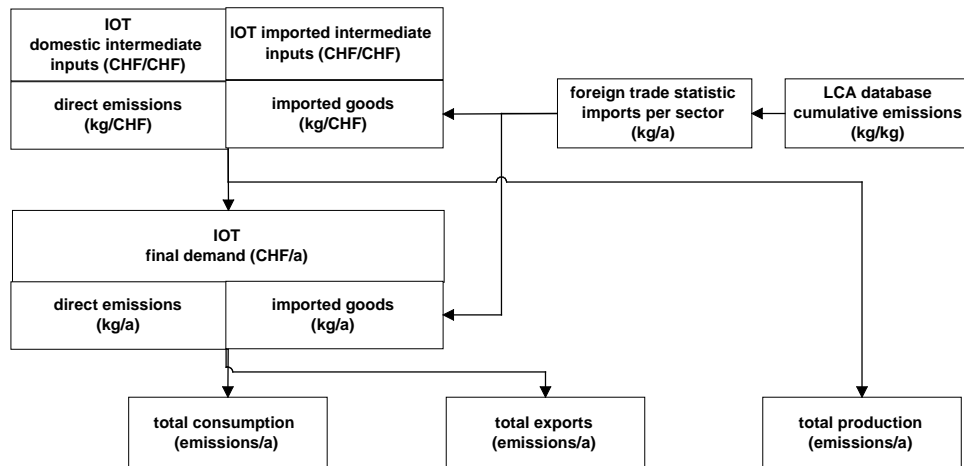 IOT
domestic intermediate
inputs (CHF/CHF)
IOT imported intermediate
inputs (CHF/CHF)
direct emissions
(kg/CHF)
imported goods
(kg/CHF)
foreign trade statistic
imports per sector
(kg/a)
LCA database
cumulative emissions
(kg/kg)
IOT
final demand (CHF/a)
direct emissions
(kg/a)
imported goods
(kg/a)
total consumption
(emissions/a)
total exports
(emissions/a)
total production
(emissions/a)